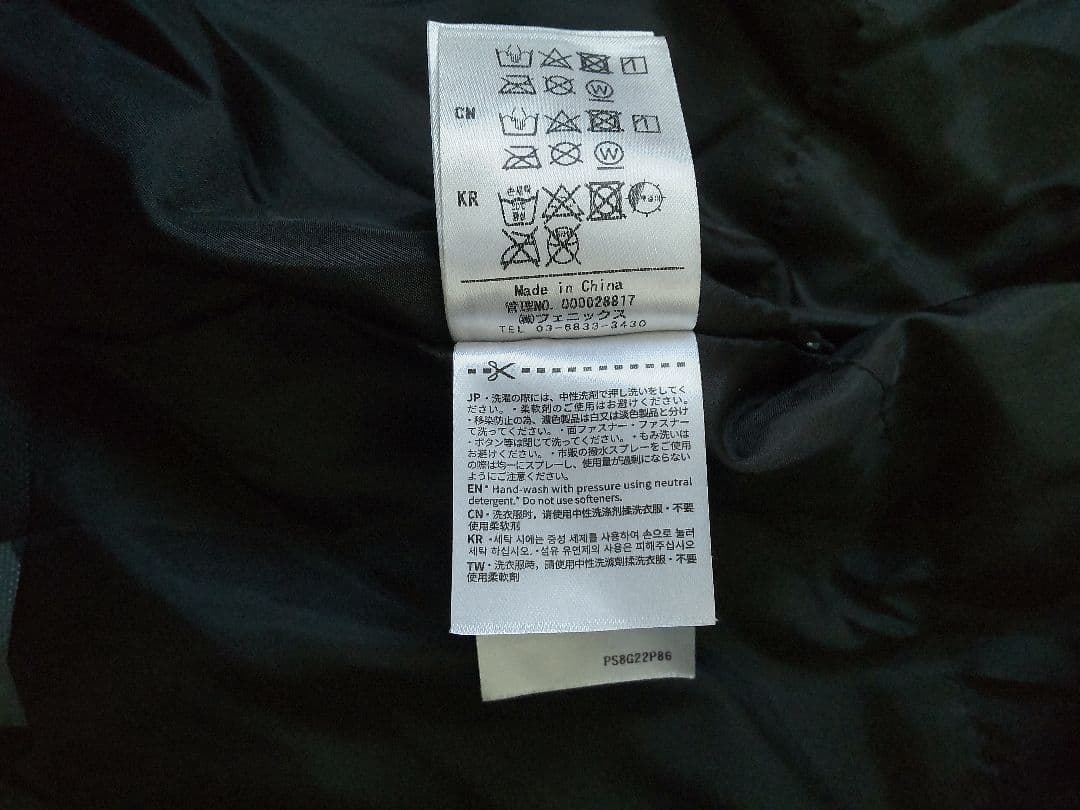 CN
KR
손세탁
중성
Made in China
管理NO. 000028817
㈱フェニックス
TEL 03-6833-3430
JP・洗濯の際には、中性洗剤で押し洗いをしてく
ださい。・柔軟剤のご使用はお避けください。
・移染防止の為、濃色製品は白又は淡色製品と分け
て洗ってください。・面ファスナー・ファスナー
・ボタン等は閉じて洗ってください。・もみ洗いは
お避けください。・市販の撥水スプレーをご使用
の際は均一にスプレーし、使用量が過剰にならない
ようにご注意ください。
EN* Hand-wash with pressure using neutral
detergent.* Do not use softeners.
CN・洗衣服时，请使用中性洗涤剂揉洗衣服・不要
使用柔软剂
KR・세탁 시에는 중성 세제를 사용하여 손으로 눌러
세탁 하십시오.・섬유 유연제의 사용은 피해주십시오
TW・洗衣服時，請使用中性洗滌劑揉洗衣服・不要
使用柔軟劑
PS8G22P86